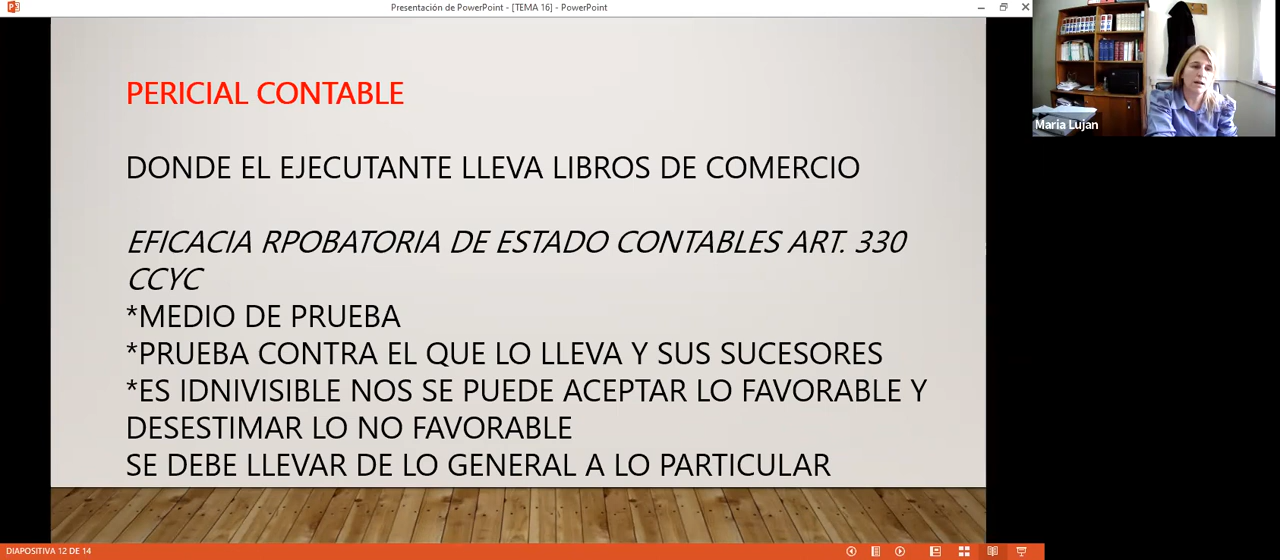 Presentación de PowerPoint - [TEMA 16] - PowerPoint
María Lujan
PERICIAL CONTABLE
DONDE EL EJECUTANTE LLEVA LIBROS DE COMERCIO
EFICACIA RPOBATORIA DE ESTADO CONTABLES ART. 330
CCYC
*MEDIO DE PRUEBA
*PRUEBA CONTRA EL QUE LO LLEVA Y SUS SUCESORES
*ES IDNIVISIBLE NOS SE PUEDE ACEPTAR LO FAVORABLE Y
DESESTIMAR LO NO FAVORABLE
SE DEBE LLEVAR DE LO GENERAL A LO PARTICULAR
DIAPOSITIVA 12 DE 14